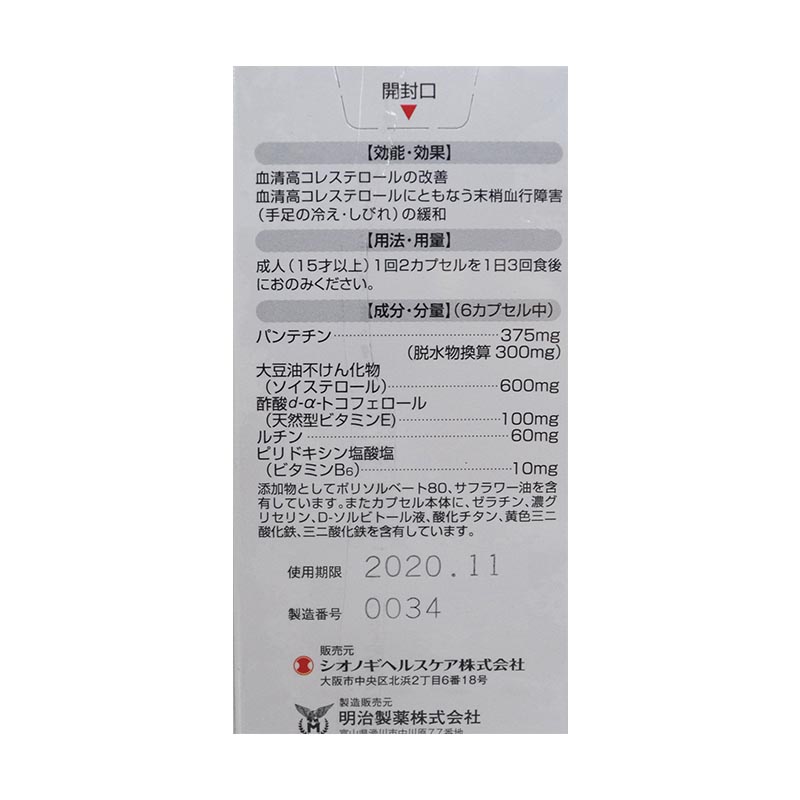 開封口
【効能・効果】
血清高コレステロールの改善
血清高コレステロールにともなう末梢血行障害
（手足の冷え・しびれ）の緩和
【用法・用量】
成人（15才以上）1回2カプセルを1日3回食後
におのみください。
【成分・分量】（6カプセル中）
パンテチン……375mg
（脱水物換算 300mg）
大豆油不けん化物
（ソイステロール）……600mg
酢酸d-α-トコフェロール
（天然型ビタミンE）……100mg
ルチン……60mg
ピリドキシン塩酸塩
（ビタミンB₆）……10mg
添加物としてポリソルベート80、サフラワー油を含
有しています。またカプセル本体に、ゼラチン、濃グ
リセリン、D-ソルビトール液、酸化チタン、黄色三二
酸化鉄、三二酸化鉄を含有しています。
使用期限 2020.11
製造番号 0034
販売元
シオノギヘルスケア株式会社
大阪市中央区北浜2丁目6番18号
製造販売元
M 明治製薬株式会社
富山県滑川市中川原77番地